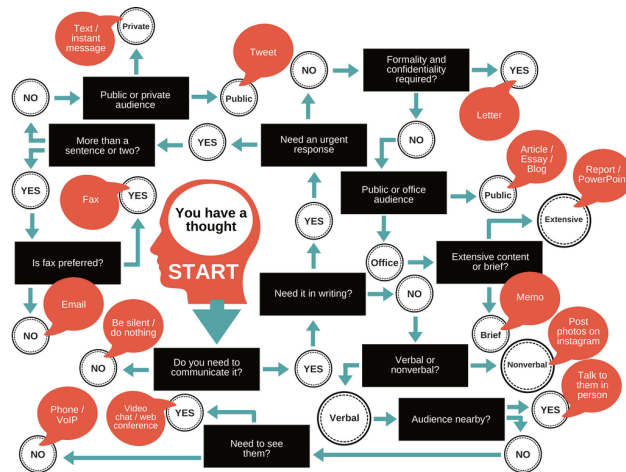 Text /
instant
message
Private
Tweet
NO
Public or private
audience
Public
NO
Formality and
confidentiality
required?
YES
Letter
More than a
sentence or two?
YES
Need an urgent
response
NO
YES
Fax
YES
You have a
thought
START
YES
Public or office
audience
Public
Article /
Essay /
Blog
Report /
PowerPoint
Extensive
Is fax preferred?
Office
Extensive content
or brief?
Need it in writing?
NO
Email
NO
Be silent /
do nothing
NO
Do you need to
communicate it?
YES
Verbal or
nonverbal?
Memo
Brief
Nonverbal
Post
photos on
instagram
Phone /
VoIP
NO
Video
chat / web
conference
YES
Need to see
them?
Verbal
Audience nearby?
YES
Talk to
them in
person
NO